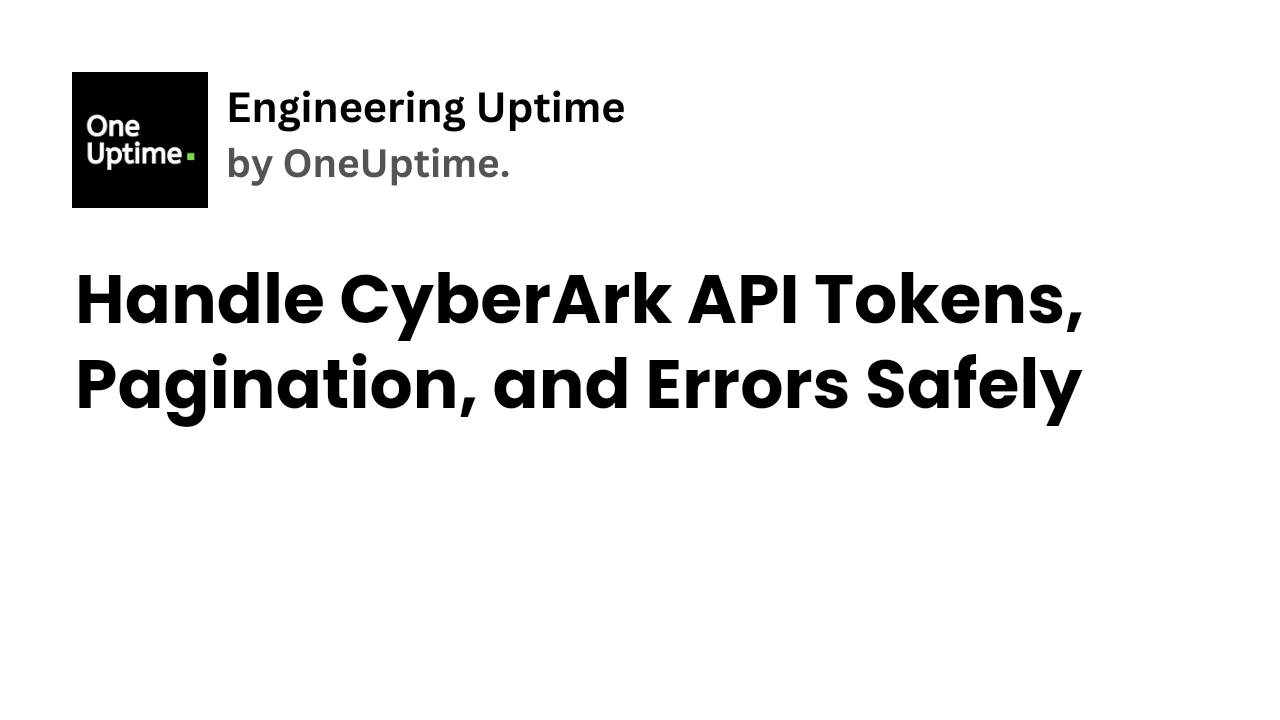 One
Uptime
Engineering Uptime
by OneUptime.
Handle CyberArk API Tokens,
Pagination, and Errors Safely